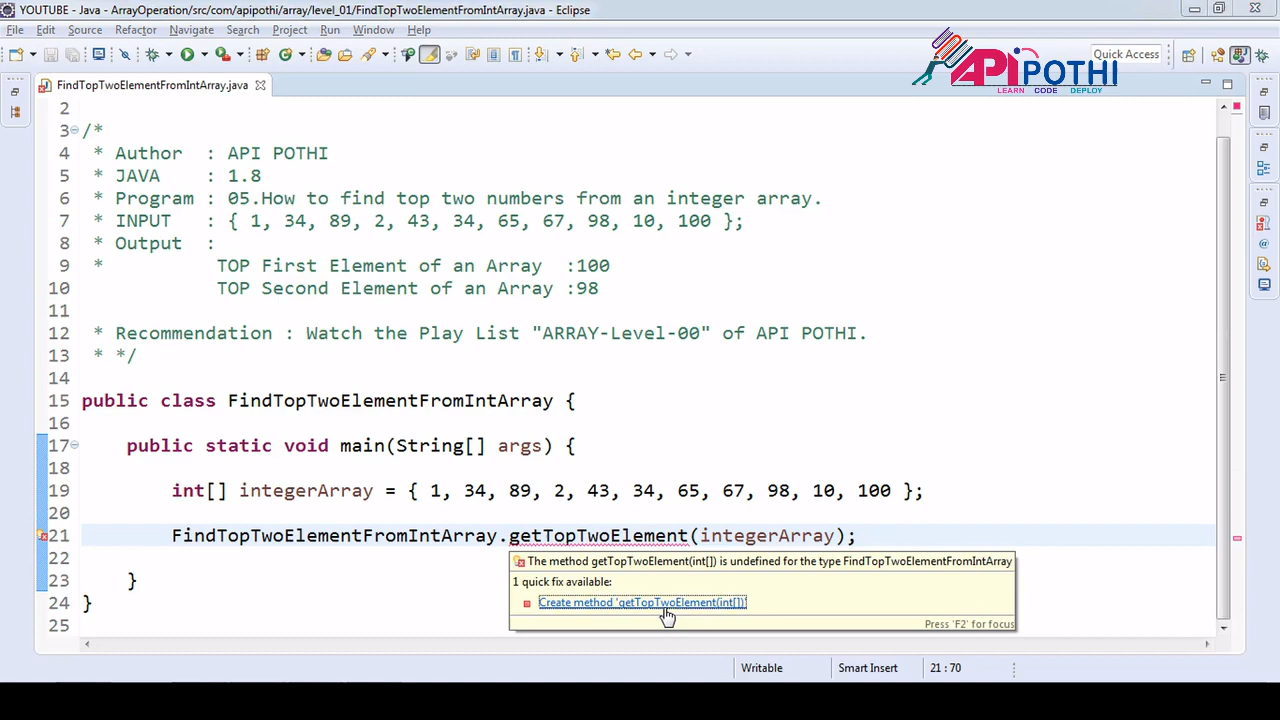 YOUTUBE - Java - ArrayOperation/src/com/apipothi/array/level_01/FindTopTwoElementFromIntArray.java - Eclipse
File Edit Source Refactor Navigate Search Project Run Window Help
Quick Access
APIPOTHI
LEARN CODE DEPLOY
FindTopTwoElementFromIntArray.java
2
3 /*
4 * Author : API POTHI
5 * JAVA : 1.8
6 * Program : 05.How to find top two numbers from an integer array.
7 * INPUT : { 1, 34, 89, 2, 43, 34, 65, 67, 98, 10, 100 };
8 * Output :
9 * TOP First Element of an Array :100
10 TOP Second Element of an Array :98
11
12 * Recommendation : Watch the Play List "ARRAY-Level-00" of API POTHI.
13 * */
14
15 public class FindTopTwoElementFromIntArray {
16
17 public static void main(String[] args) {
18
19 int[] integerArray = { 1, 34, 89, 2, 43, 34, 65, 67, 98, 10, 100 };
20
21 FindTopTwoElementFromIntArray.getTopTwoElement(integerArray);
22
The method getTopTwoElement(int[]) is undefined for the type FindTopTwoElementFromIntArray
1 quick fix available:
Create method 'getTopTwoElement(int[])'
Press 'F2' for focus
23 }
24 }
25
Writable Smart Insert 21 : 70